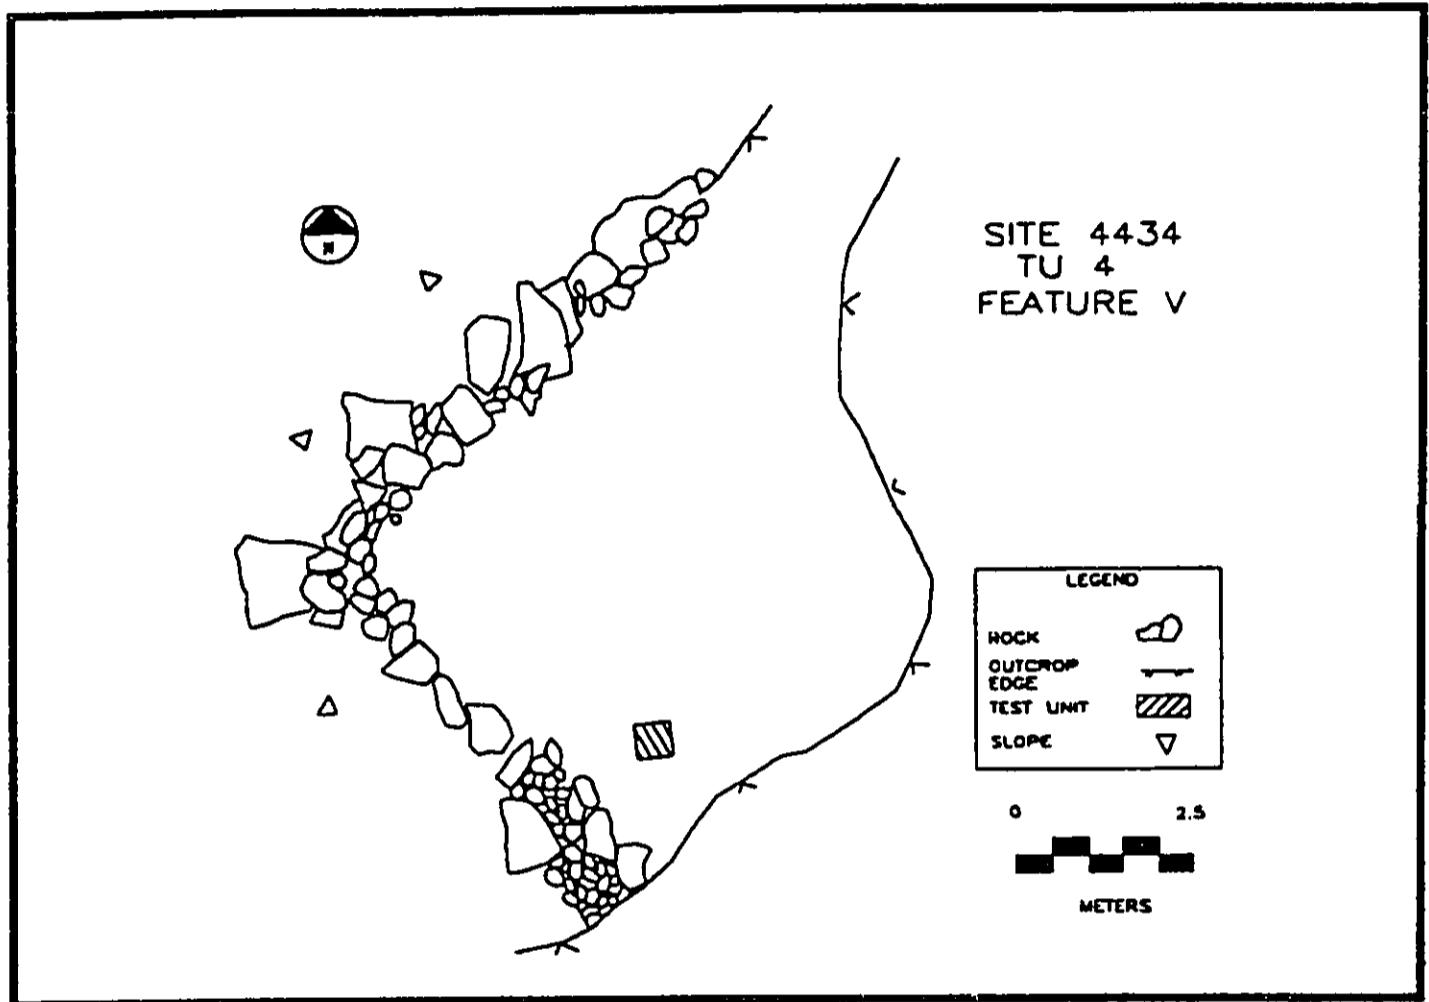 N
SITE 4434
TU 4
FEATURE V
LEGEND
ROCK
OUTCROP
EDGE
TEST UNIT
SLOPE
0 2.5
METERS